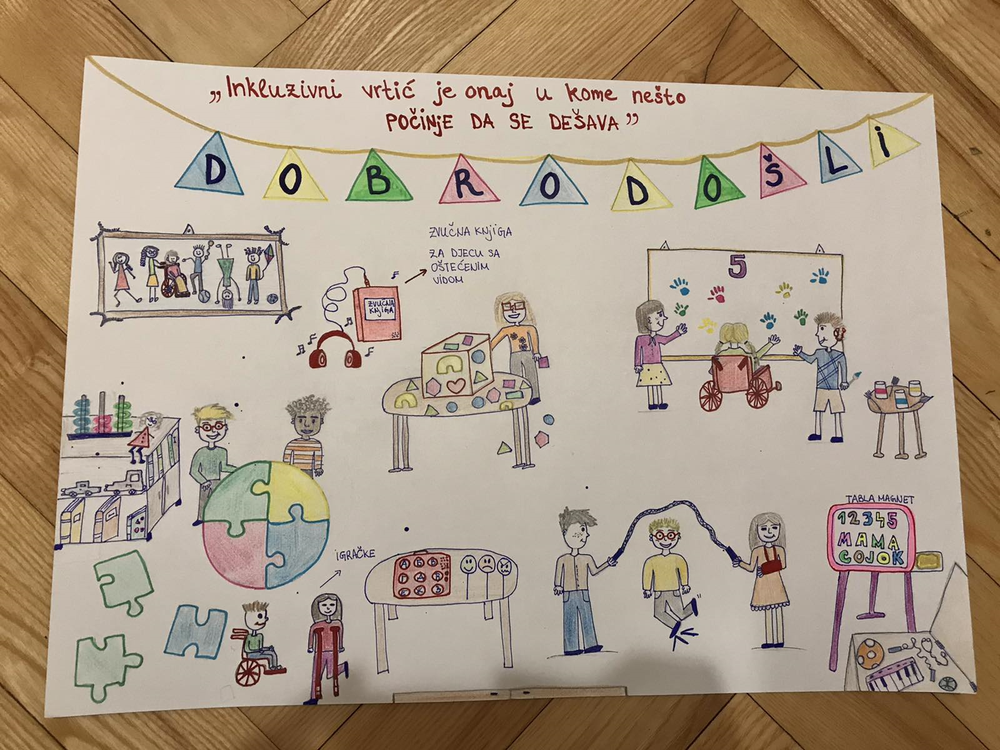 „Inkluzivni vrtić je onaj u kome nešto
POČINJE DA SE DEŠAVA”
DOBRODOŠLI
ZVUČNA KNJIGA
ZA DJECU SA
OŠTEĆENIM
VIDOM
ZVUČNA
KNJIGA
5
TABLA MAGNET
12345
MAMA
COJOK
IGRAČKE
А Б В
Г Д Ђ
Е Ж З